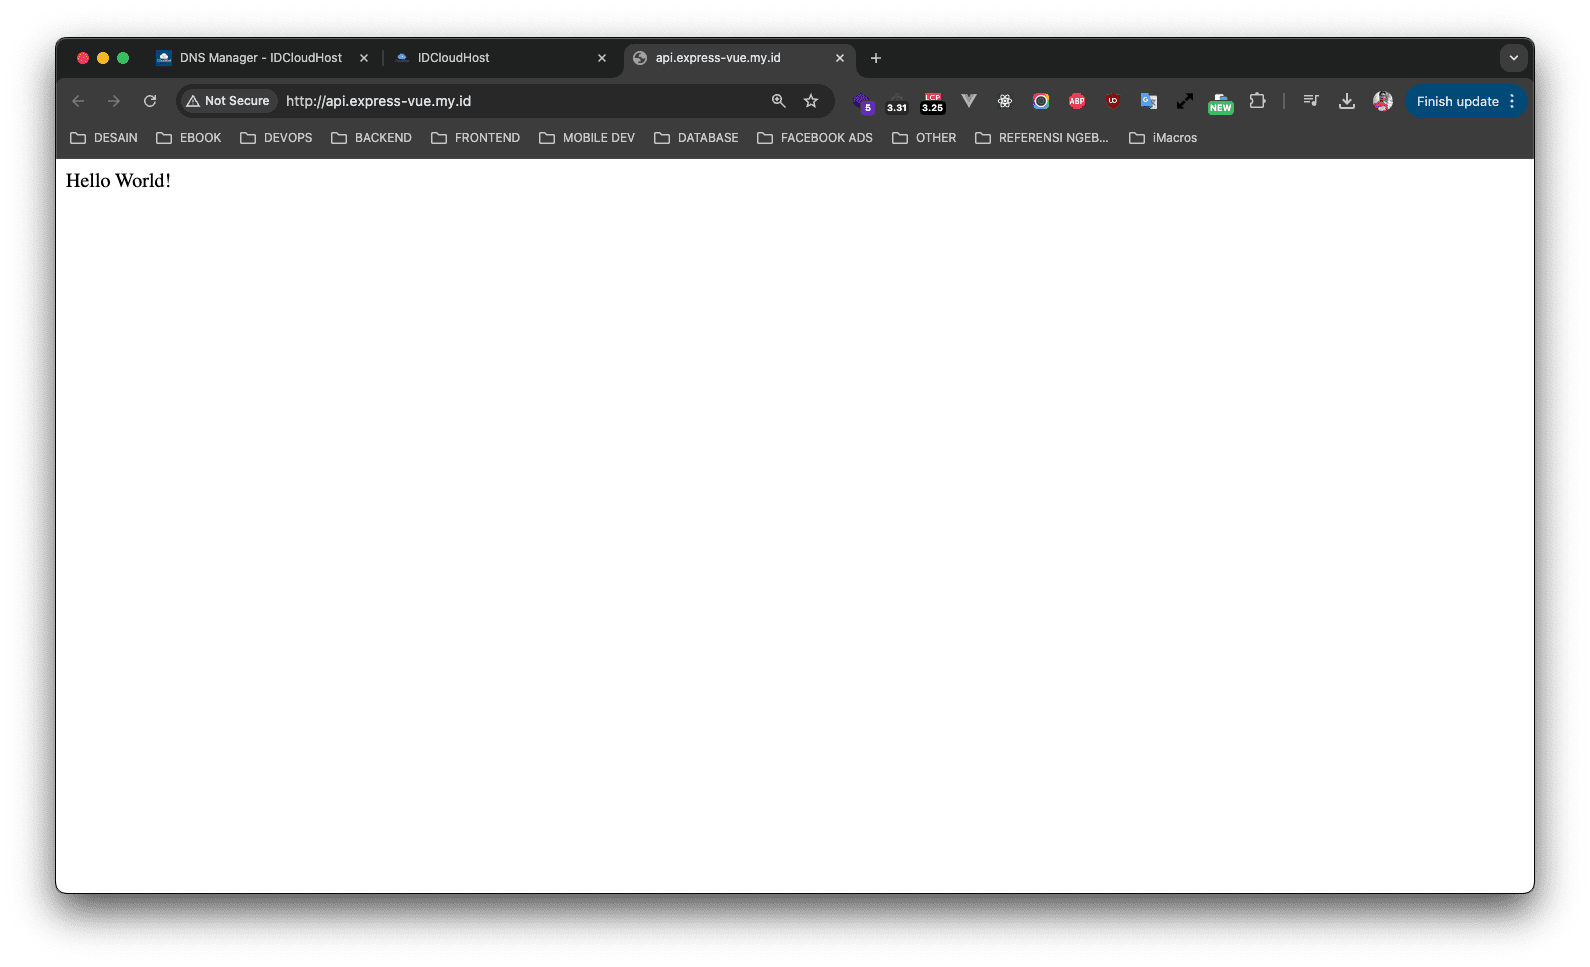 DNS Manager - IDCloudHost
IDCloudHost
api.express-vue.my.id
Not Secure
http://api.express-vue.my.id
5
3.31
LCP
3.25
ABP
NEW
Finish update
DESAIN
EBOOK
DEVOPS
BACKEND
FRONTEND
MOBILE DEV
DATABASE
FACEBOOK ADS
OTHER
REFERENSI NGEB...
iMacros
Hello World!